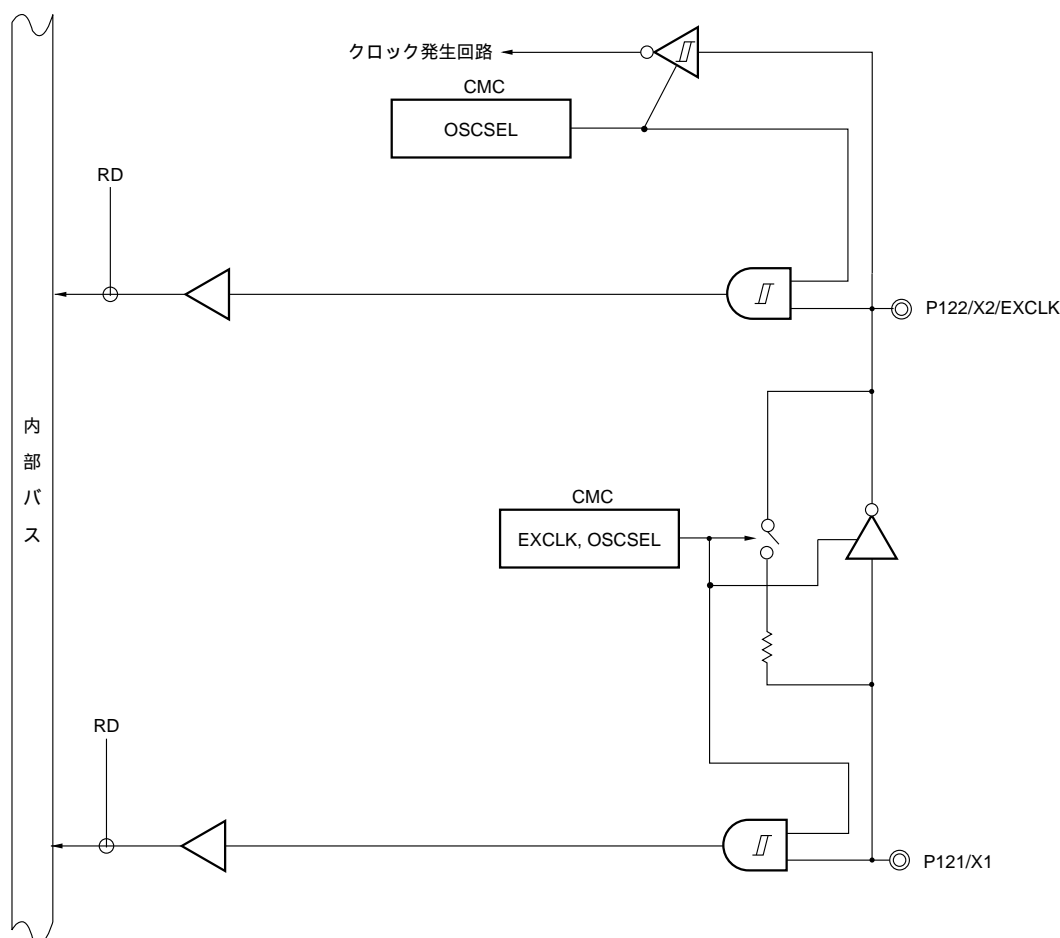 クロック発生回路
CMC
OSCSEL
RD
P122/X2/EXCLK
内部バス
CMC
EXCLK, OSCSEL
RD
P121/X1